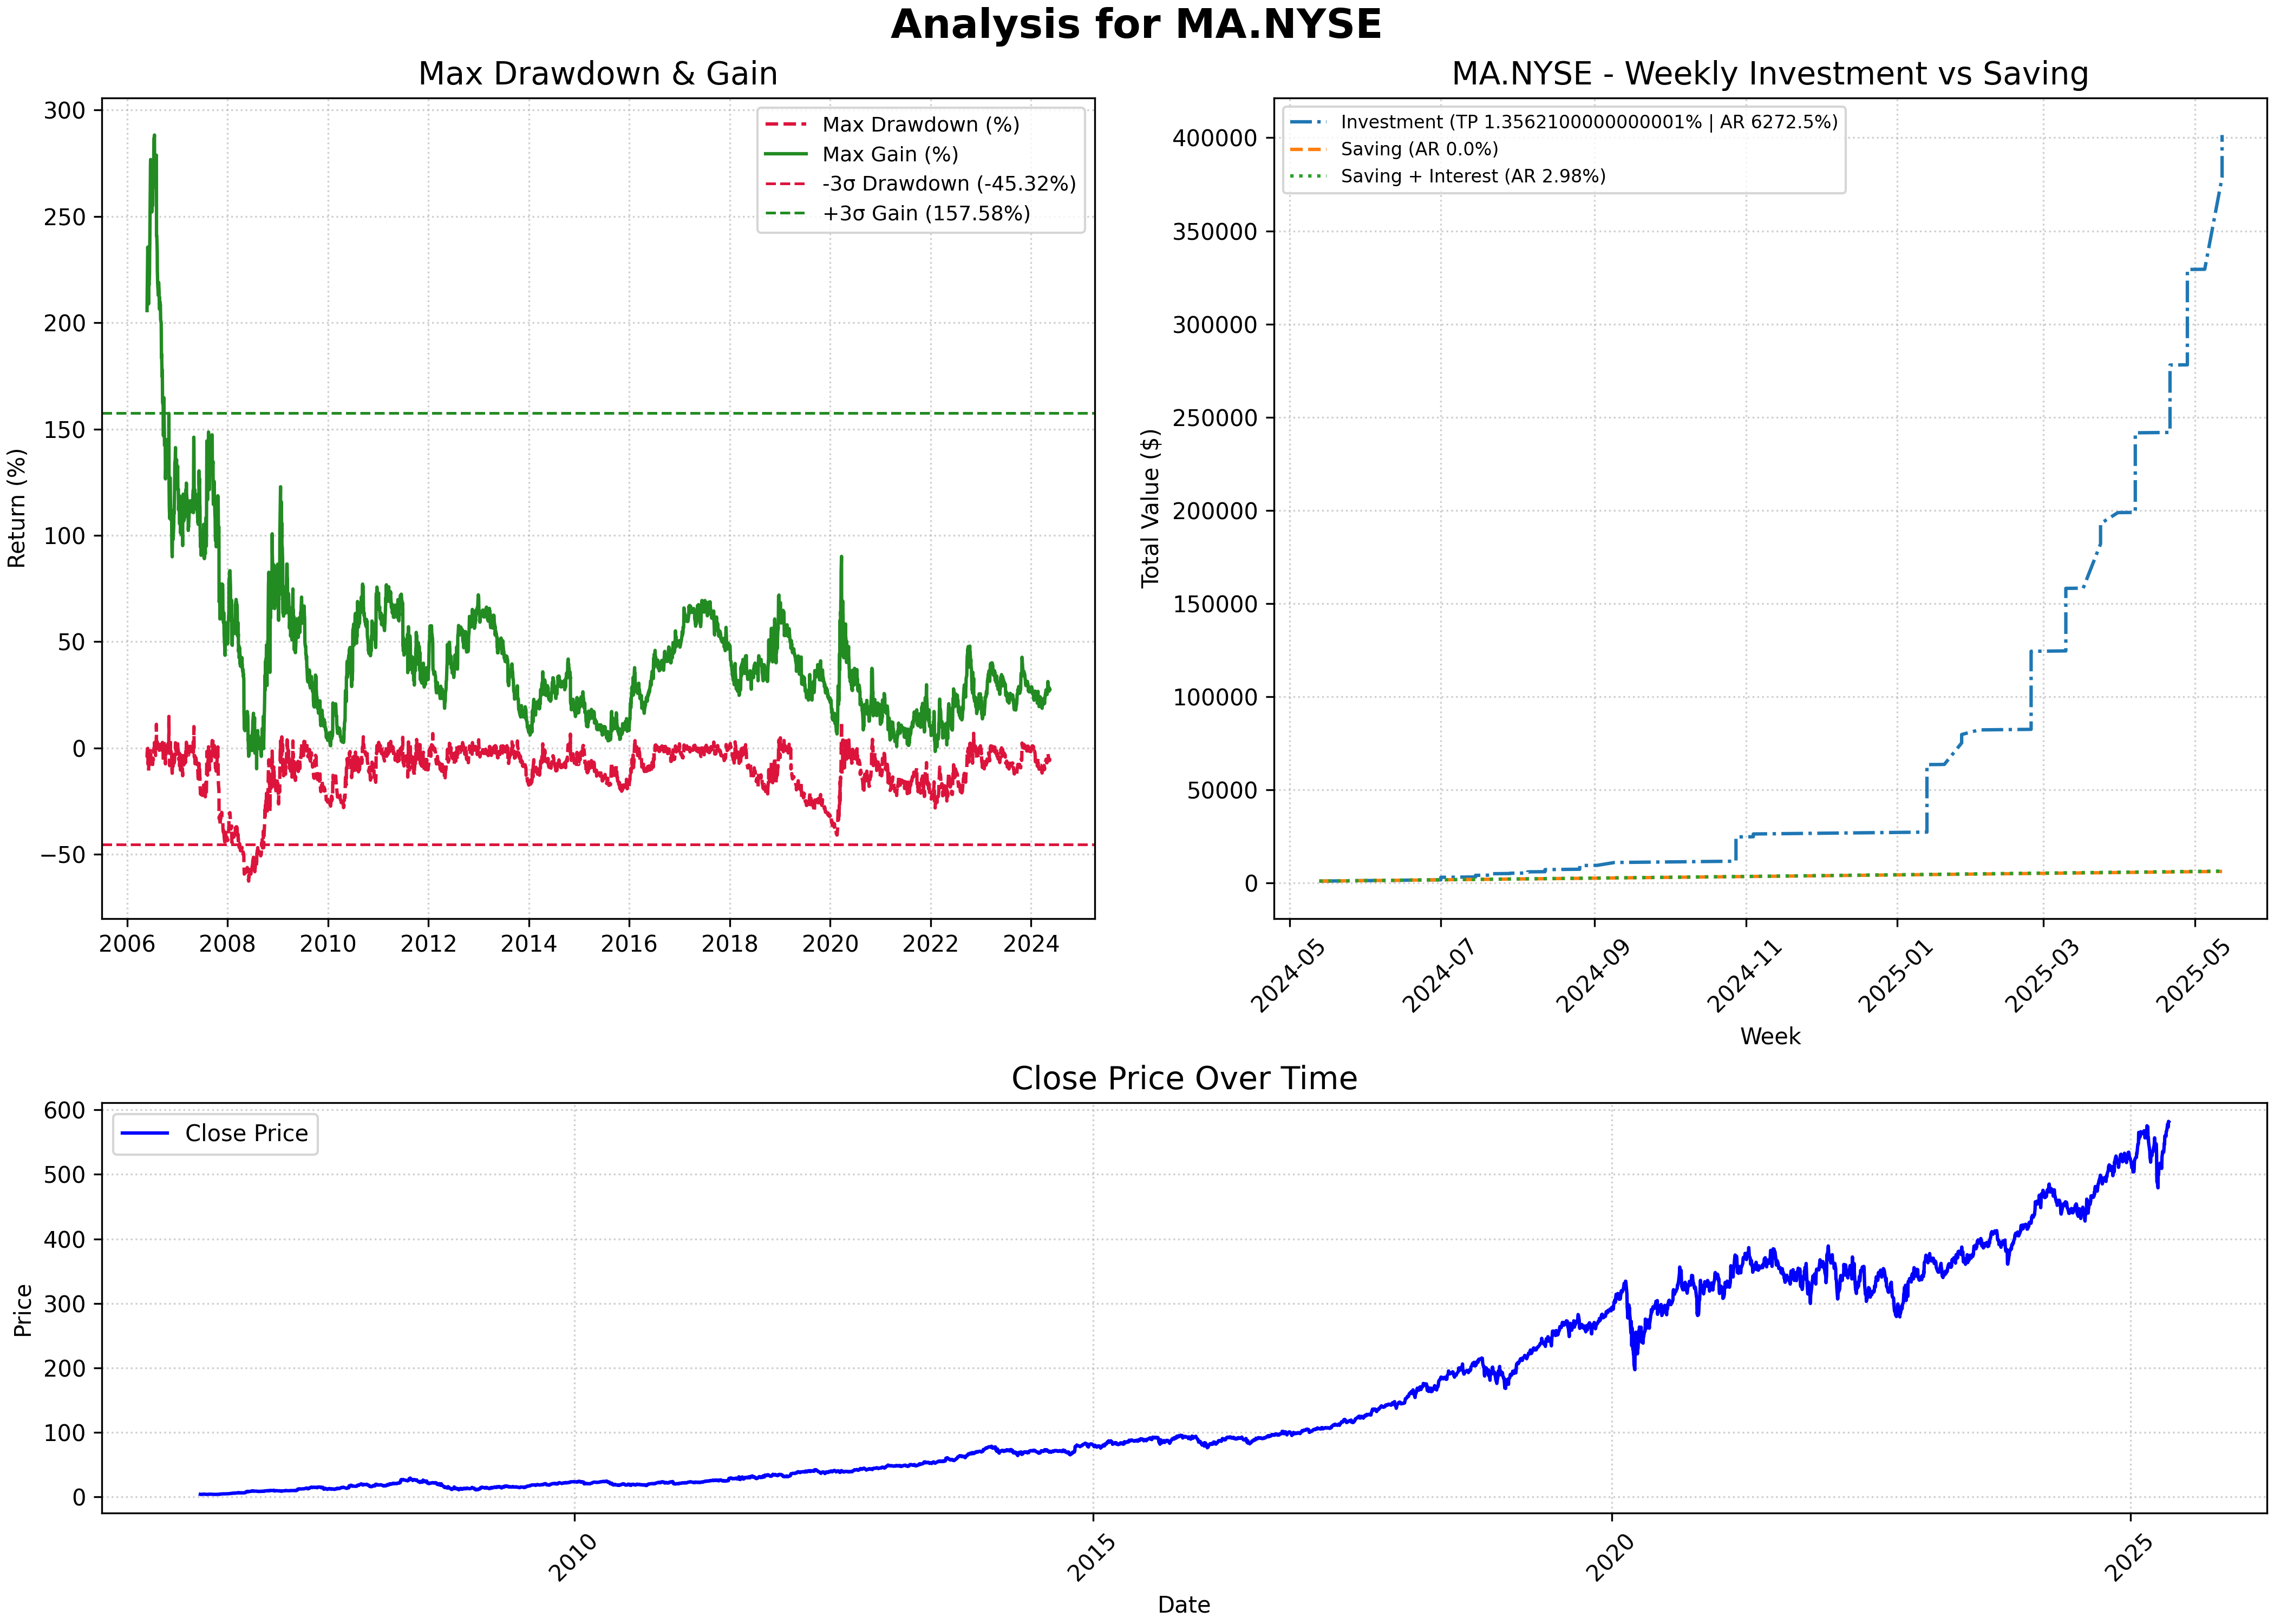 Analysis for MA.NYSE
Max Drawdown & Gain
Return (%)
300
250
200
150
100
50
0
−50
2006
2008
2010
2012
2014
2016
2018
2020
2022
2024
Max Drawdown (%)
Max Gain (%)
-3σ Drawdown (-45.32%)
+3σ Gain (157.58%)
MA.NYSE - Weekly Investment vs Saving
Total Value ($)
400000
350000
300000
250000
200000
150000
100000
50000
0
Investment (TP 1.3562100000000001% | AR 6272.5%)
Saving (AR 0.0%)
Saving + Interest (AR 2.98%)
2024-05
2024-07
2024-09
2024-11
2025-01
2025-03
2025-05
Week
Close Price Over Time
Price
600
500
400
300
200
100
0
Close Price
2010
2015
2020
2025
Date